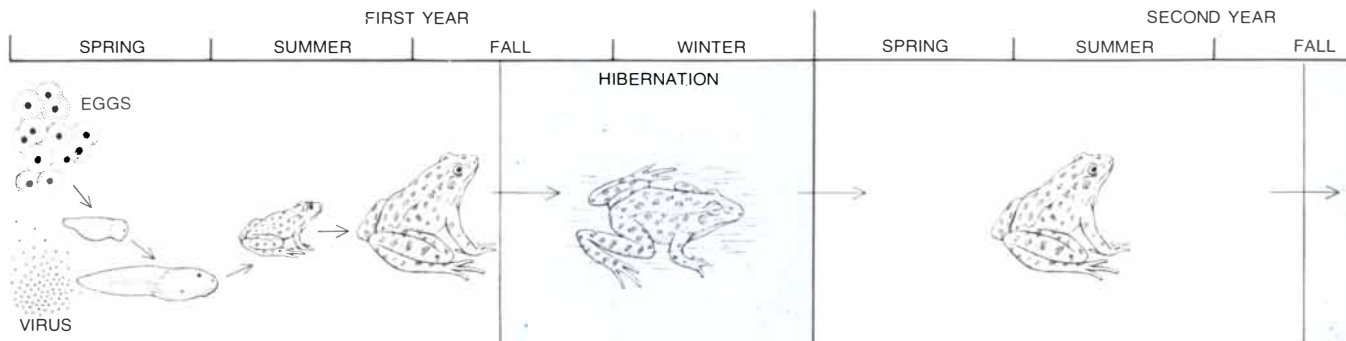 FIRST YEAR
SECOND YEAR
SPRING
SUMMER
FALL
WINTER
SPRING
SUMMER
FALL
HIBERNATION
EGGS
VIRUS